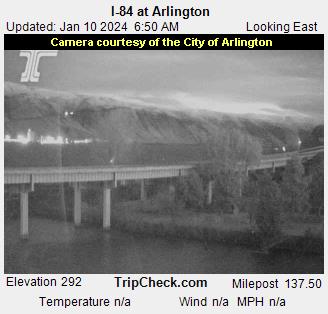 I-84 at Arlington
Updated: Jan 10 2024 6:50 AM Looking East
Camera courtesy of the City of Arlington
Elevation 292 TripCheck.com Milepost 137.50
Temperature n/a Wind n/a MPH n/a